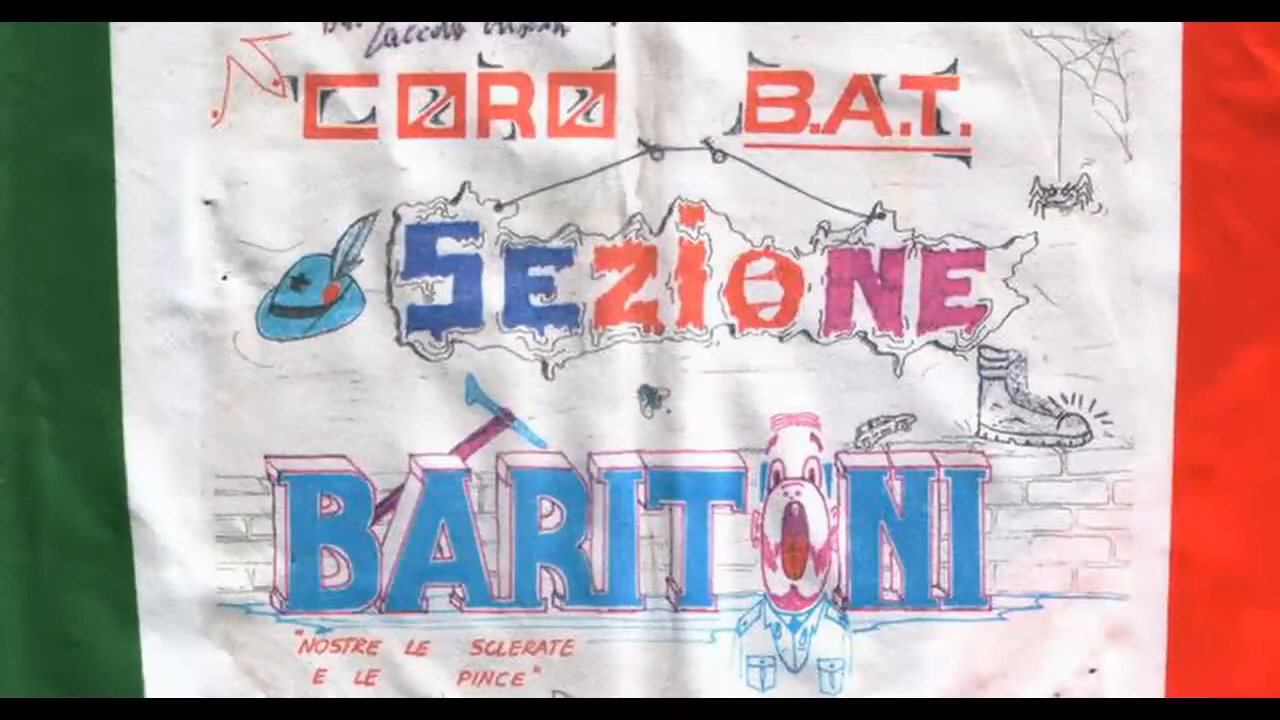 CORO B.A.T.
SEZIONE
BARITONI
"NOSTRE LE SCLERATE
E LE PINCE"